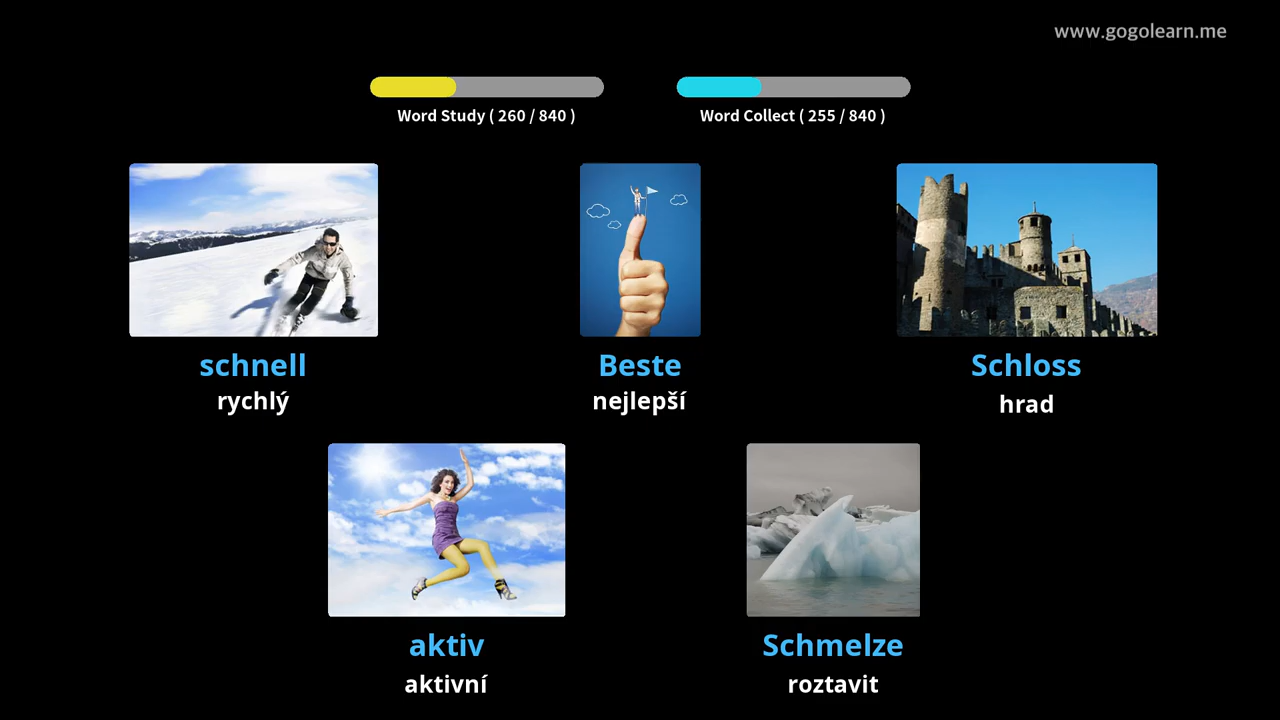 www.gogolearn.me
Word Study ( 260 / 840 )
Word Collect ( 255 / 840 )
schnell
rychlý
Beste
nejlepší
Schloss
hrad
aktiv
aktivní
Schmelze
roztavit